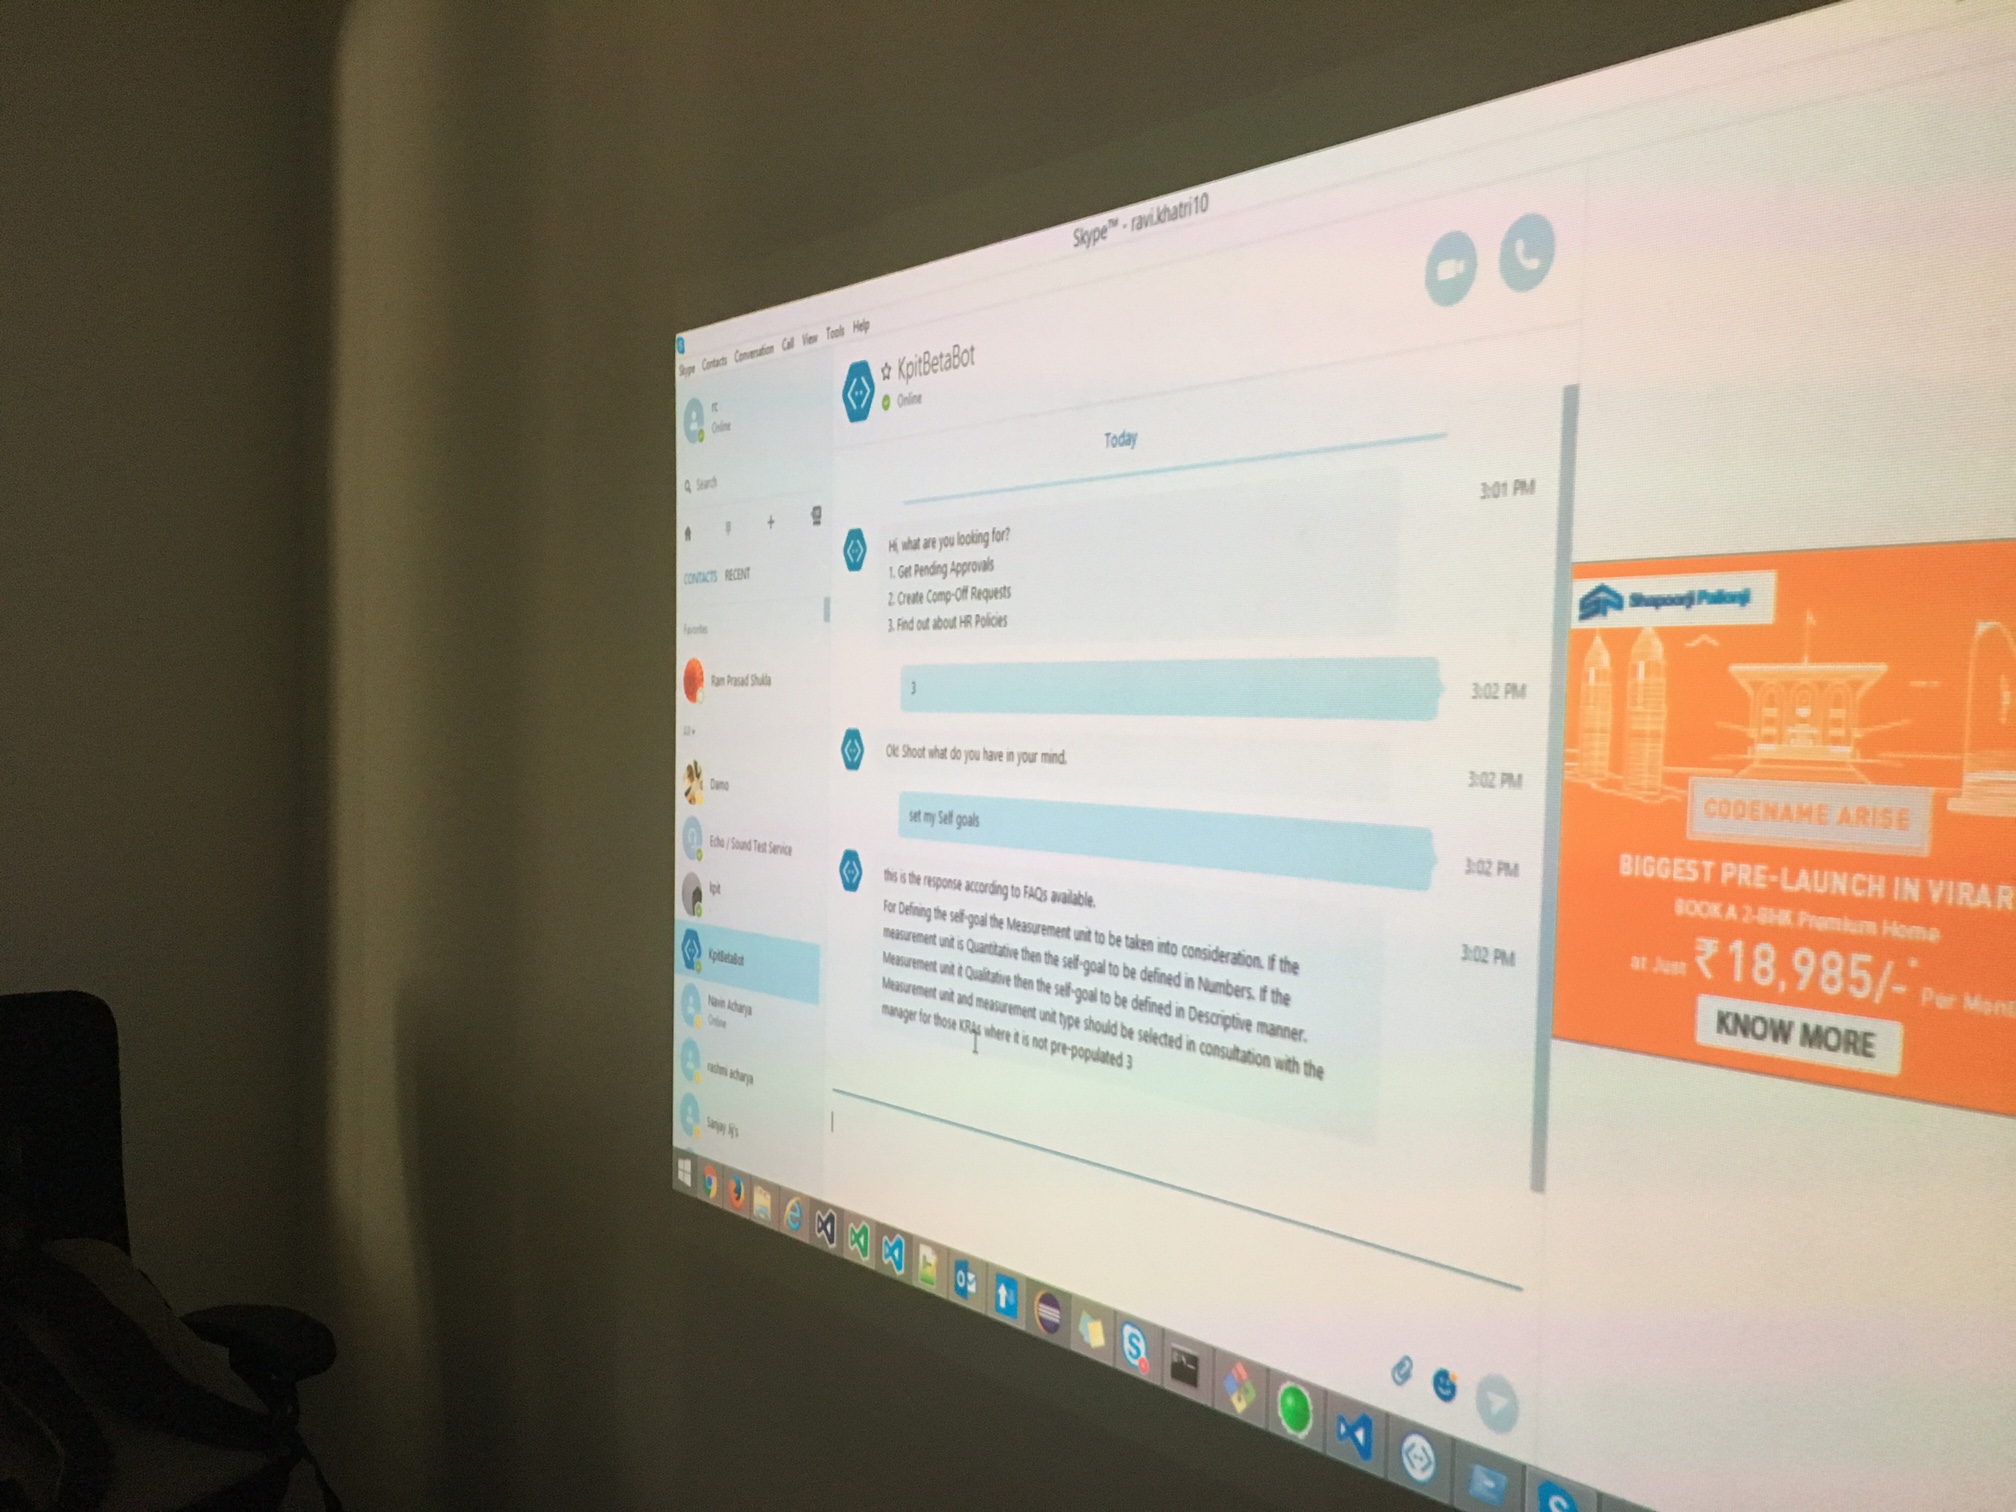 Skype™ - ravi.khatri10
Skype Contacts Conversation Call View Tools Help
rc
Online
Search
CONTACTS RECENT
Favorites
Ram Prasad Shukla
All
Damo
Echo / Sound Test Service
kpit
KpitBetaBot
Navin Acharya
Online
rashmi acharya
Sanjay Aj's
KpitBetaBot
Online
Today
3:01 PM
Hi, what are you looking for?
1. Get Pending Approvals
2. Create Comp-Off Requests
3. Find out about HR Policies
3
3:02 PM
Ok! Shoot what do you have in your mind.
3:02 PM
set my Self goals
3:02 PM
this is the response according to FAQs available.
For Defining the self-goal the Measurement unit to be taken into consideration. If the
measurement unit is Quantitative then the self-goal to be defined in Numbers. If the
Measurement unit it Qualitative then the self-goal to be defined in Descriptive manner.
Measurement unit and measurement unit type should be selected in consultation with the
manager for those KRAs where it is not pre-populated 3
3:02 PM
Shapoorji Pallonji
CODENAME ARISE
BIGGEST PRE-LAUNCH IN VIRAR
BOOK A 2-BHK Premium Home
at Just ₹ 18,985/-* Per Mont
KNOW MORE